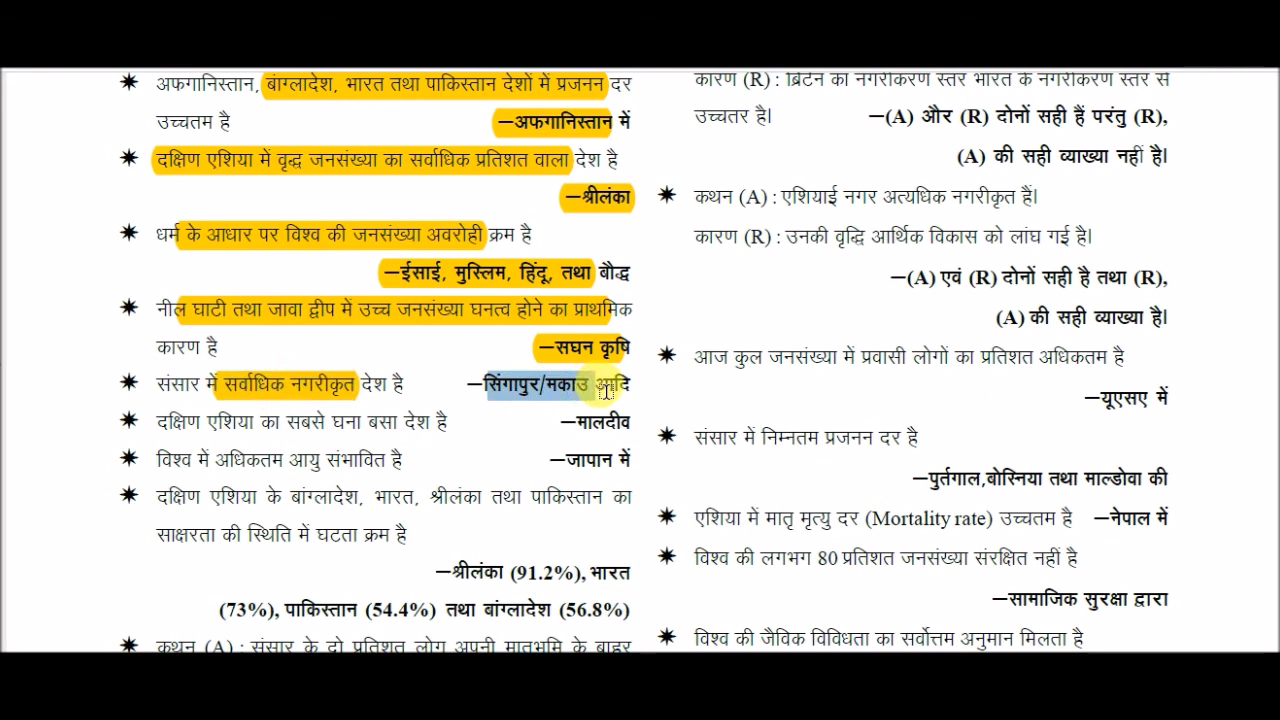 ✷ अफगानिस्तान, बांग्लादेश, भारत तथा पाकिस्तान देशों में प्रजनन दर
उच्चतम है –अफगानिस्तान में
✷ दक्षिण एशिया में वृद्ध जनसंख्या का सर्वाधिक प्रतिशत वाला देश है
–श्रीलंका
✷ धर्म के आधार पर विश्व की जनसंख्या अवरोही क्रम है
–ईसाई, मुस्लिम, हिंदू, तथा बौद्ध
✷ नील घाटी तथा जावा द्वीप में उच्च जनसंख्या घनत्व होने का प्राथमिक
कारण है –सघन कृषि
✷ संसार में सर्वाधिक नगरीकृत देश है –सिंगापुर/मकाउ आदि
✷ दक्षिण एशिया का सबसे घना बसा देश है –मालदीव
✷ विश्व में अधिकतम आयु संभावित है –जापान में
✷ दक्षिण एशिया के बांग्लादेश, भारत, श्रीलंका तथा पाकिस्तान का
साक्षरता की स्थिति में घटता क्रम है
–श्रीलंका (91.2%), भारत
(73%), पाकिस्तान (54.4%) तथा बांग्लादेश (56.8%)
✷ कथन (A) : संसार के दो प्रतिशत लोग अपनी मातृभूमि के बाहर
कारण (R) : ब्रिटेन का नगरीकरण स्तर भारत के नगरीकरण स्तर से
उच्चतर है। –(A) और (R) दोनों सही हैं परंतु (R),
(A) की सही व्याख्या नहीं है।
✷ कथन (A) : एशियाई नगर अत्यधिक नगरीकृत हैं।
कारण (R) : उनकी वृद्धि आर्थिक विकास को लांघ गई है।
–(A) एवं (R) दोनों सही है तथा (R),
(A) की सही व्याख्या है।
✷ आज कुल जनसंख्या में प्रवासी लोगों का प्रतिशत अधिकतम है
–यूएसए में
✷ संसार में निम्नतम प्रजनन दर है
–पुर्तगाल,बोस्निया तथा माल्डोवा की
✷ एशिया में मातृ मृत्यु दर (Mortality rate) उच्चतम है –नेपाल में
✷ विश्व की लगभग 80 प्रतिशत जनसंख्या संरक्षित नहीं है
–सामाजिक सुरक्षा द्वारा
✷ विश्व की जैविक विविधता का सर्वोत्तम अनुमान मिलता है